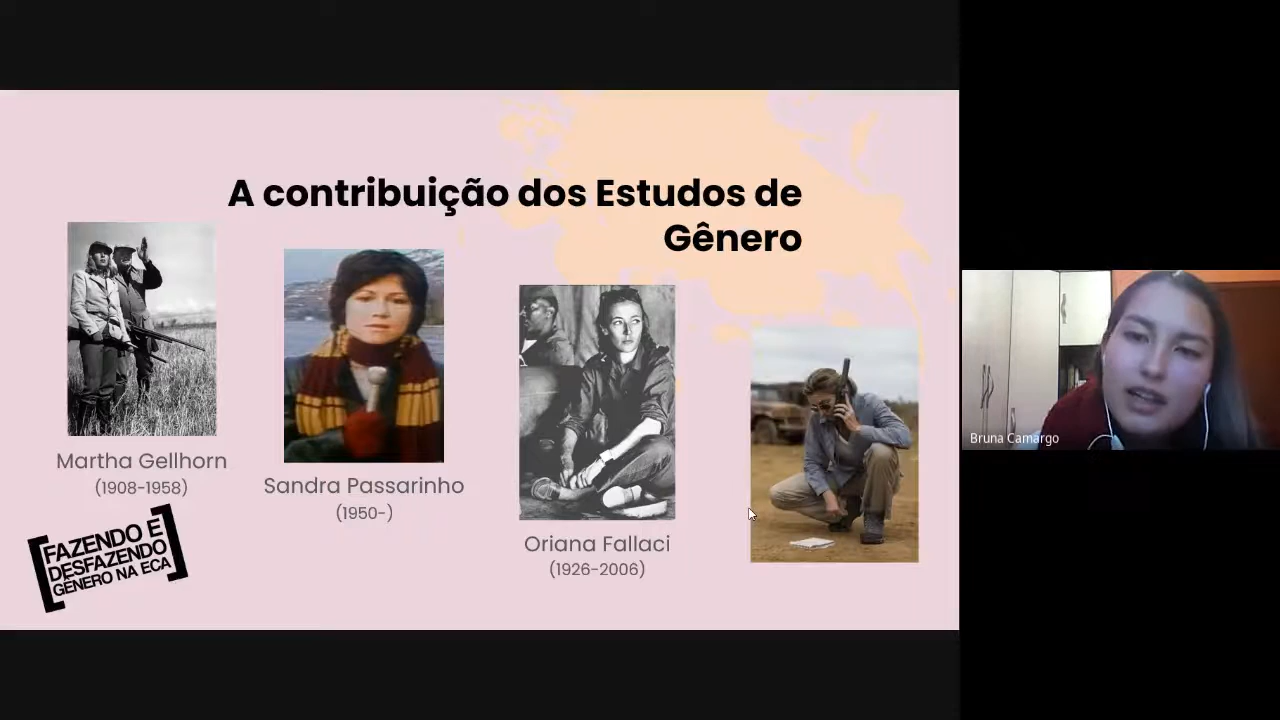 A contribuição dos Estudos de
Gênero
Martha Gellhorn
(1908-1958)
Sandra Passarinho
(1950-)
Oriana Fallaci
(1926-2006)
FAZENDO E
DESFAZENDO
GÊNERO NA ECA
Bruna Camargo